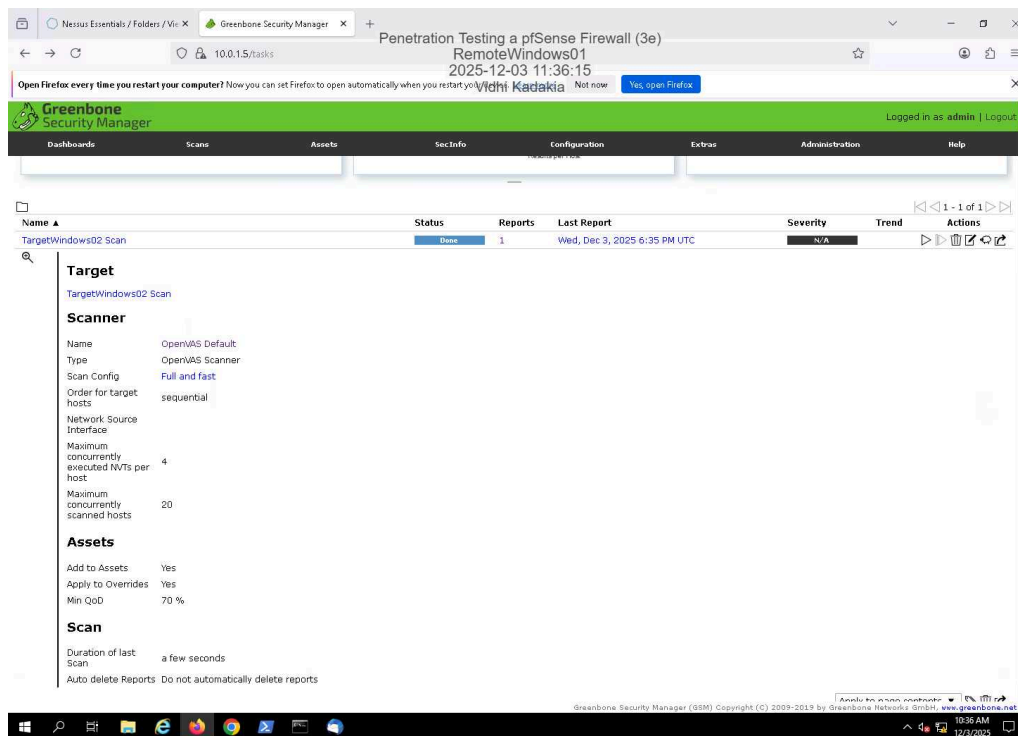 Nessus Essentials / Folders / Vie
Greenbone Security Manager
Penetration Testing a pfSense Firewall (3e)
RemoteWindows01
2025-12-03 11:36:15
Vidhi Kadakia
10.0.1.5/tasks
Open Firefox every time you restart your computer? Now you can set Firefox to open automatically when you restart your
Not now
Yes, open Firefox
Greenbone
Security Manager
Logged in as admin | Logout
Dashboards Scans Assets SecInfo Configuration Extras Administration Help
Results per Host
1 - 1 of 1
Name ▲ Status Reports Last Report Severity Trend Actions
TargetWindows02 Scan Done 1 Wed, Dec 3, 2025 6:35 PM UTC N/A
Target
TargetWindows02 Scan
Scanner
Name OpenVAS Default
Type OpenVAS Scanner
Scan Config Full and fast
Order for target
hosts sequential
Network Source
Interface
Maximum
concurrently
executed NVTs per
host 4
Maximum
concurrently
scanned hosts 20
Assets
Add to Assets Yes
Apply to Overrides Yes
Min QoD 70 %
Scan
Duration of last
Scan a few seconds
Auto delete Reports Do not automatically delete reports
Apply to page contents
Greenbone Security Manager (GSM) Copyright (C) 2009-2019 by Greenbone Networks GmbH, www.greenbone.net
10:36 AM
12/3/2025